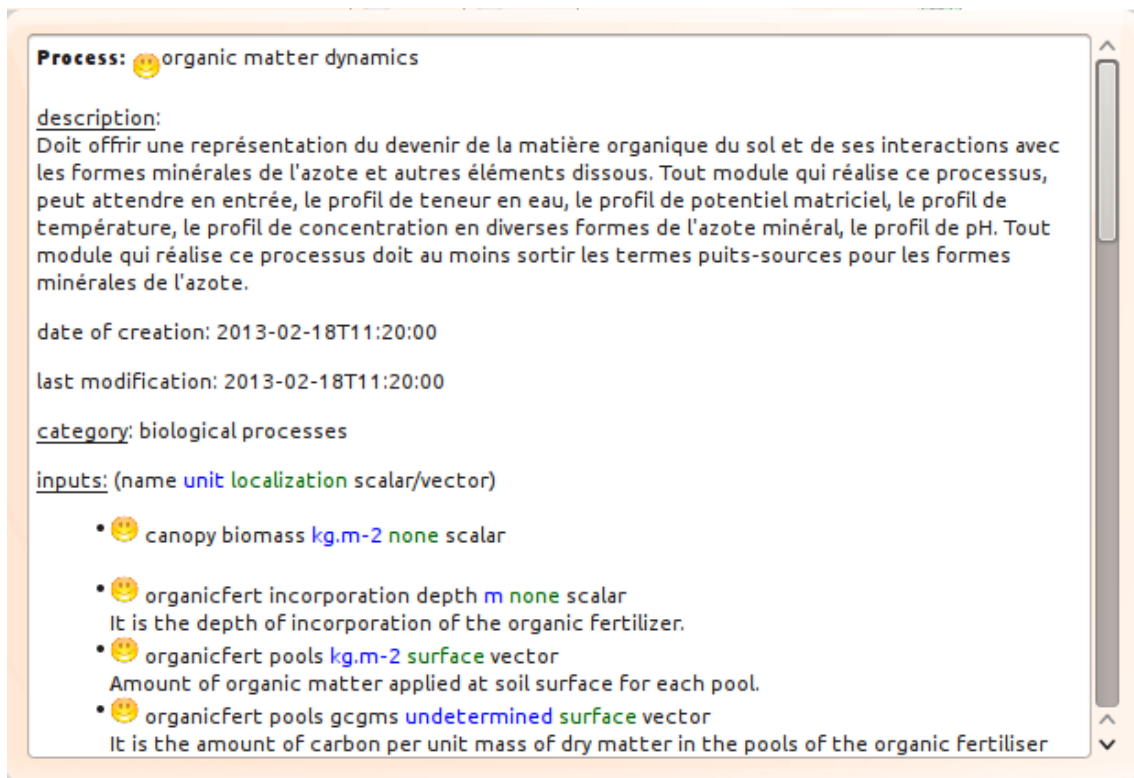 Process: organic matter dynamics
description:
Doit offrir une représentation du devenir de la matière organique du sol et de ses interactions avec
les formes minérales de l'azote et autres éléments dissous. Tout module qui réalise ce processus,
peut attendre en entrée, le profil de teneur en eau, le profil de potentiel matriciel, le profil de
température, le profil de concentration en diverses formes de l'azote minéral, le profil de pH. Tout
module qui réalise ce processus doit au moins sortir les termes puits-sources pour les formes
minérales de l'azote.
date of creation: 2013-02-18T11:20:00
last modification: 2013-02-18T11:20:00
category: biological processes
inputs: (name unit localization scalar/vector)
• canopy biomass kg.m-2 none scalar
• organicfert incorporation depth m none scalar
It is the depth of incorporation of the organic fertilizer.
• organicfert pools kg.m-2 surface vector
Amount of organic matter applied at soil surface for each pool.
• organicfert pools gcgms undetermined surface vector
It is the amount of carbon per unit mass of dry matter in the pools of the organic fertiliser